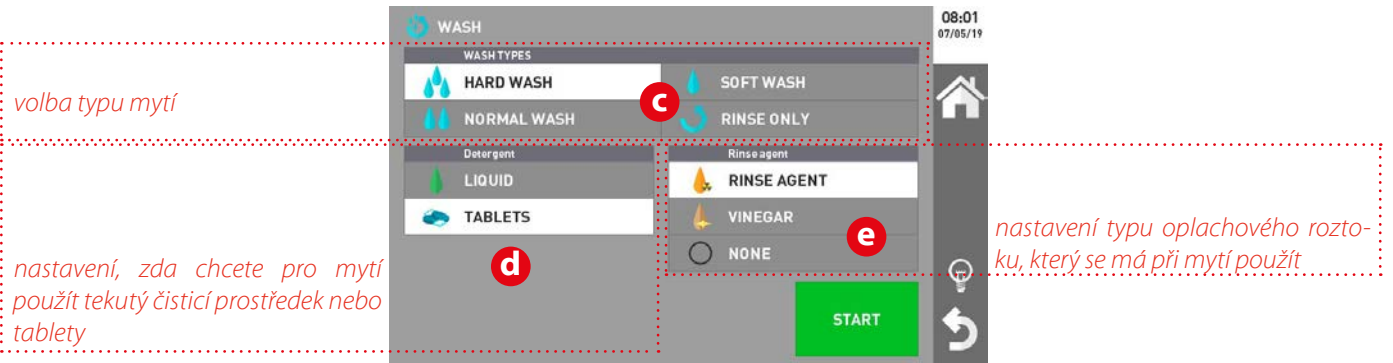 WASH
08:01
07/05/19
WASH TYPES
HARD WASH
SOFT WASH
NORMAL WASH
RINSE ONLY
c
volba typu mytí
Detergent
LIQUID
TABLETS
d
nastavení, zda chcete pro mytí
použít tekutý čisticí prostředek nebo
tablety
Rinse agent
RINSE AGENT
VINEGAR
NONE
e
nastavení typu oplachového rozto-
ku, který se má při mytí použít
START